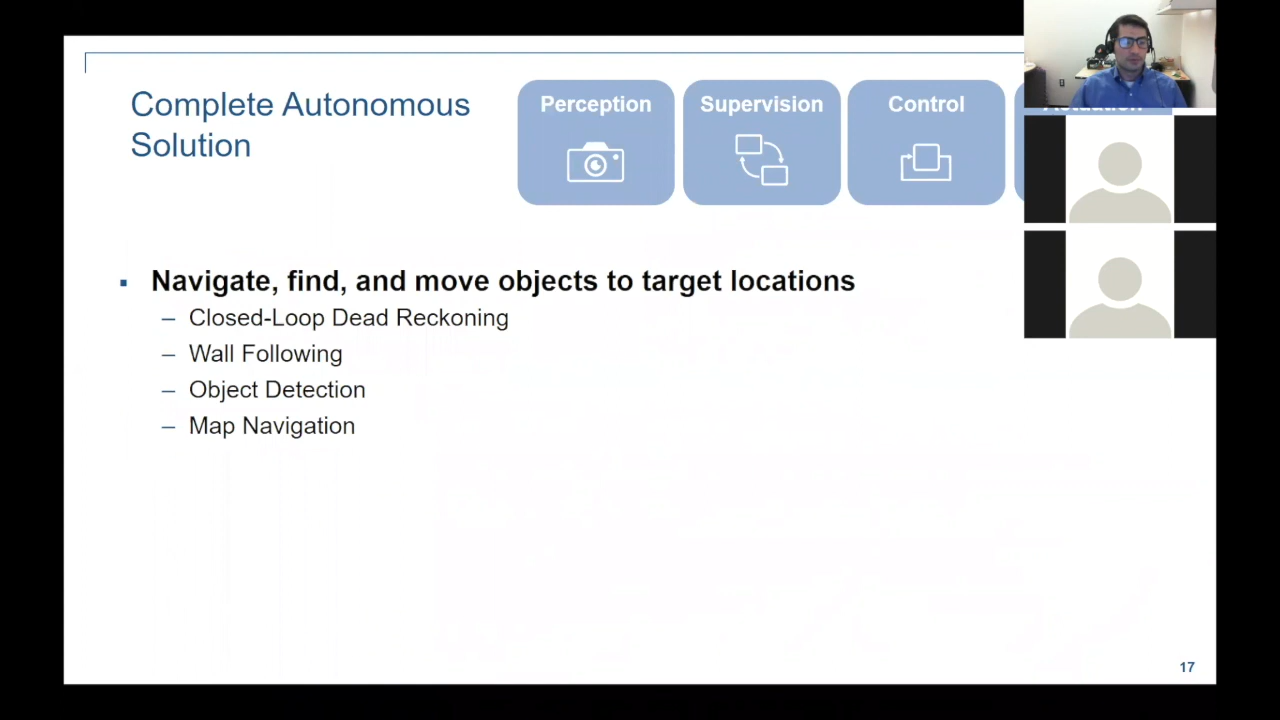 Complete Autonomous
Solution
Perception
Supervision
Control
Navigate, find, and move objects to target locations
– Closed-Loop Dead Reckoning
– Wall Following
– Object Detection
– Map Navigation
17